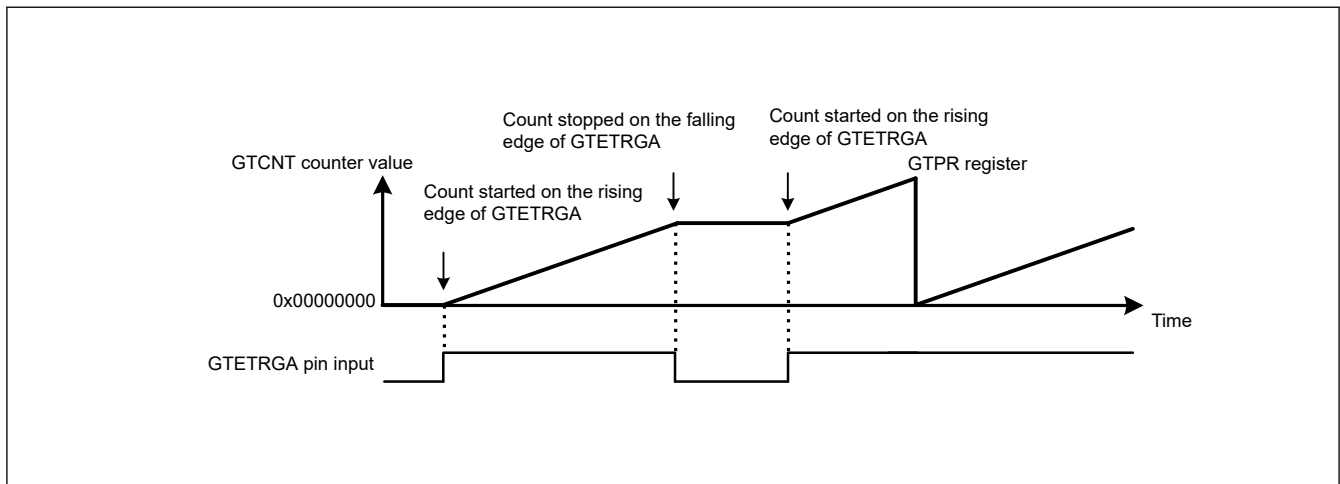 Count stopped on the falling
edge of GTETRGA
Count started on the rising
edge of GTETRGA
GTCNT counter value
GTPR register
Count started on the rising
edge of GTETRGA
0x00000000
Time
GTETRGA pin input